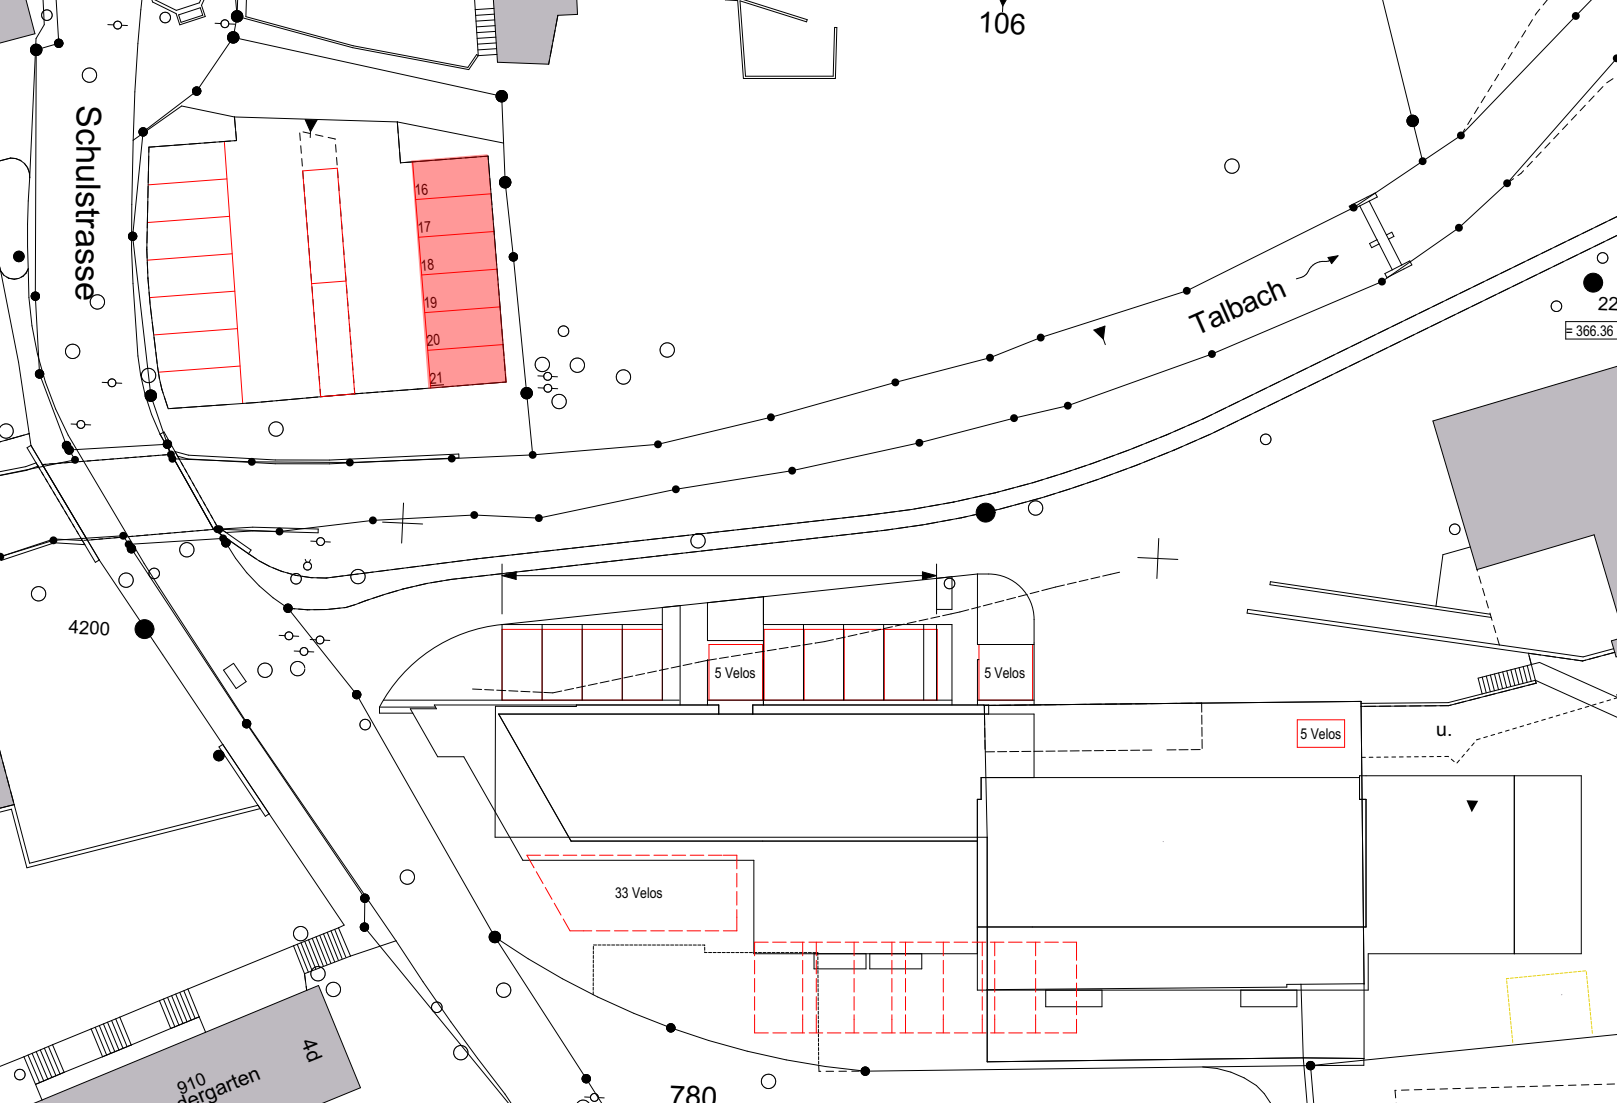 106
Schulstrasse
16
17
18
19
20
21
Talbach
22
= 366.36
4200
5 Velos
5 Velos
5 Velos
u.
33 Velos
4d
910
dergarten
780